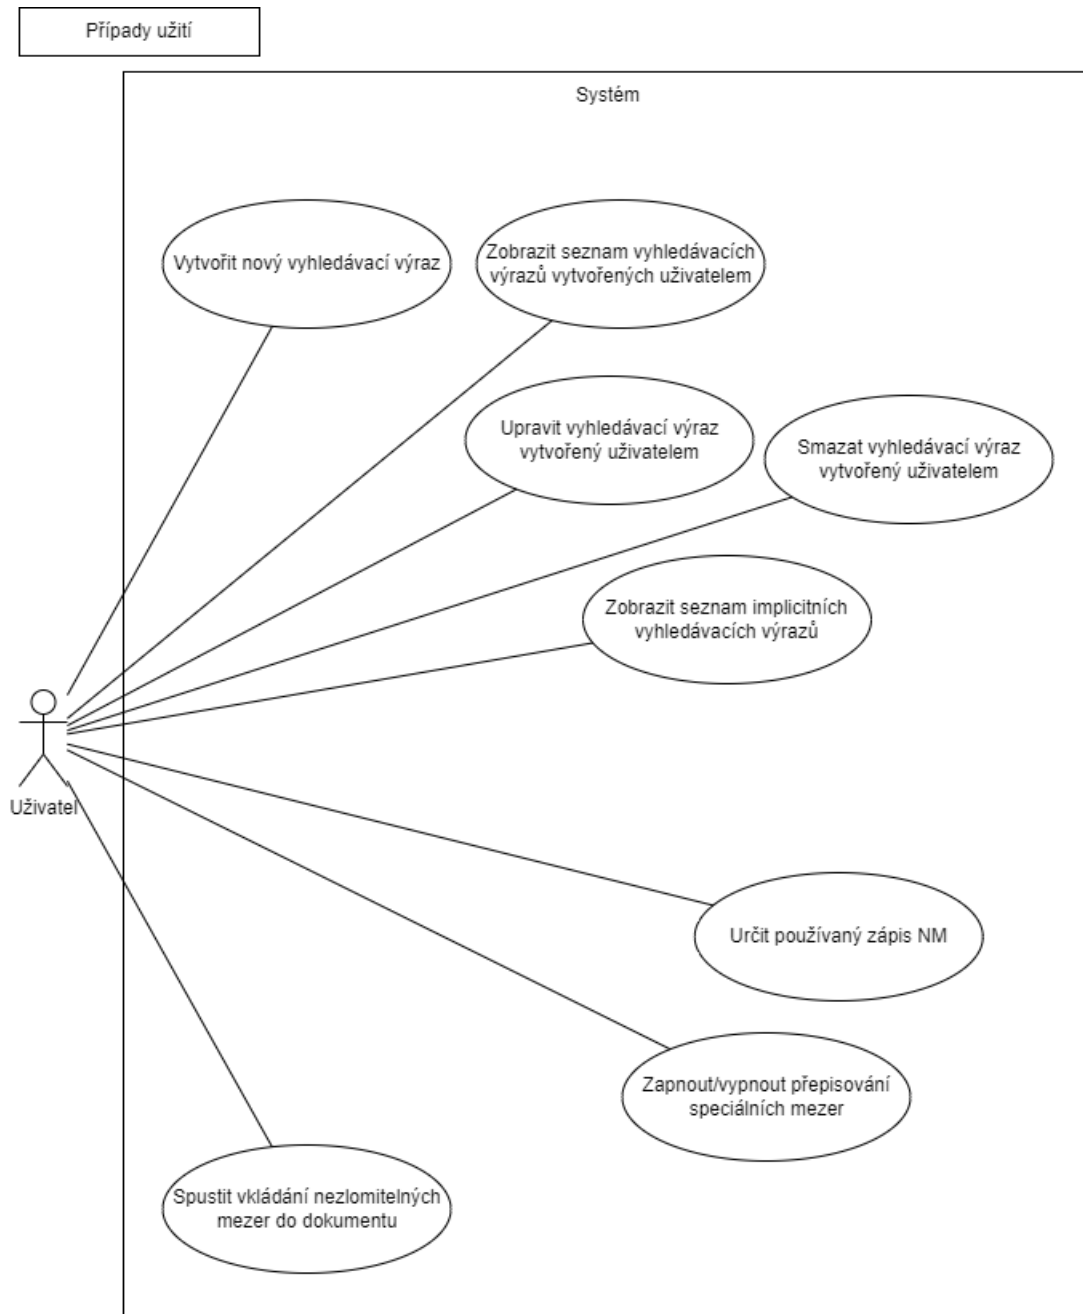 Případy užití
Systém
Vytvořit nový vyhledávací výraz
Zobrazit seznam vyhledávacích
výrazů vytvořených uživatelem
Upravit vyhledávací výraz
vytvořený uživatelem
Smazat vyhledávací výraz
vytvořený uživatelem
Zobrazit seznam implicitních
vyhledávacích výrazů
Uživatel
Určit používaný zápis NM
Zapnout/vypnout přepisování
speciálních mezer
Spustit vkládání nezlomitelných
mezer do dokumentu